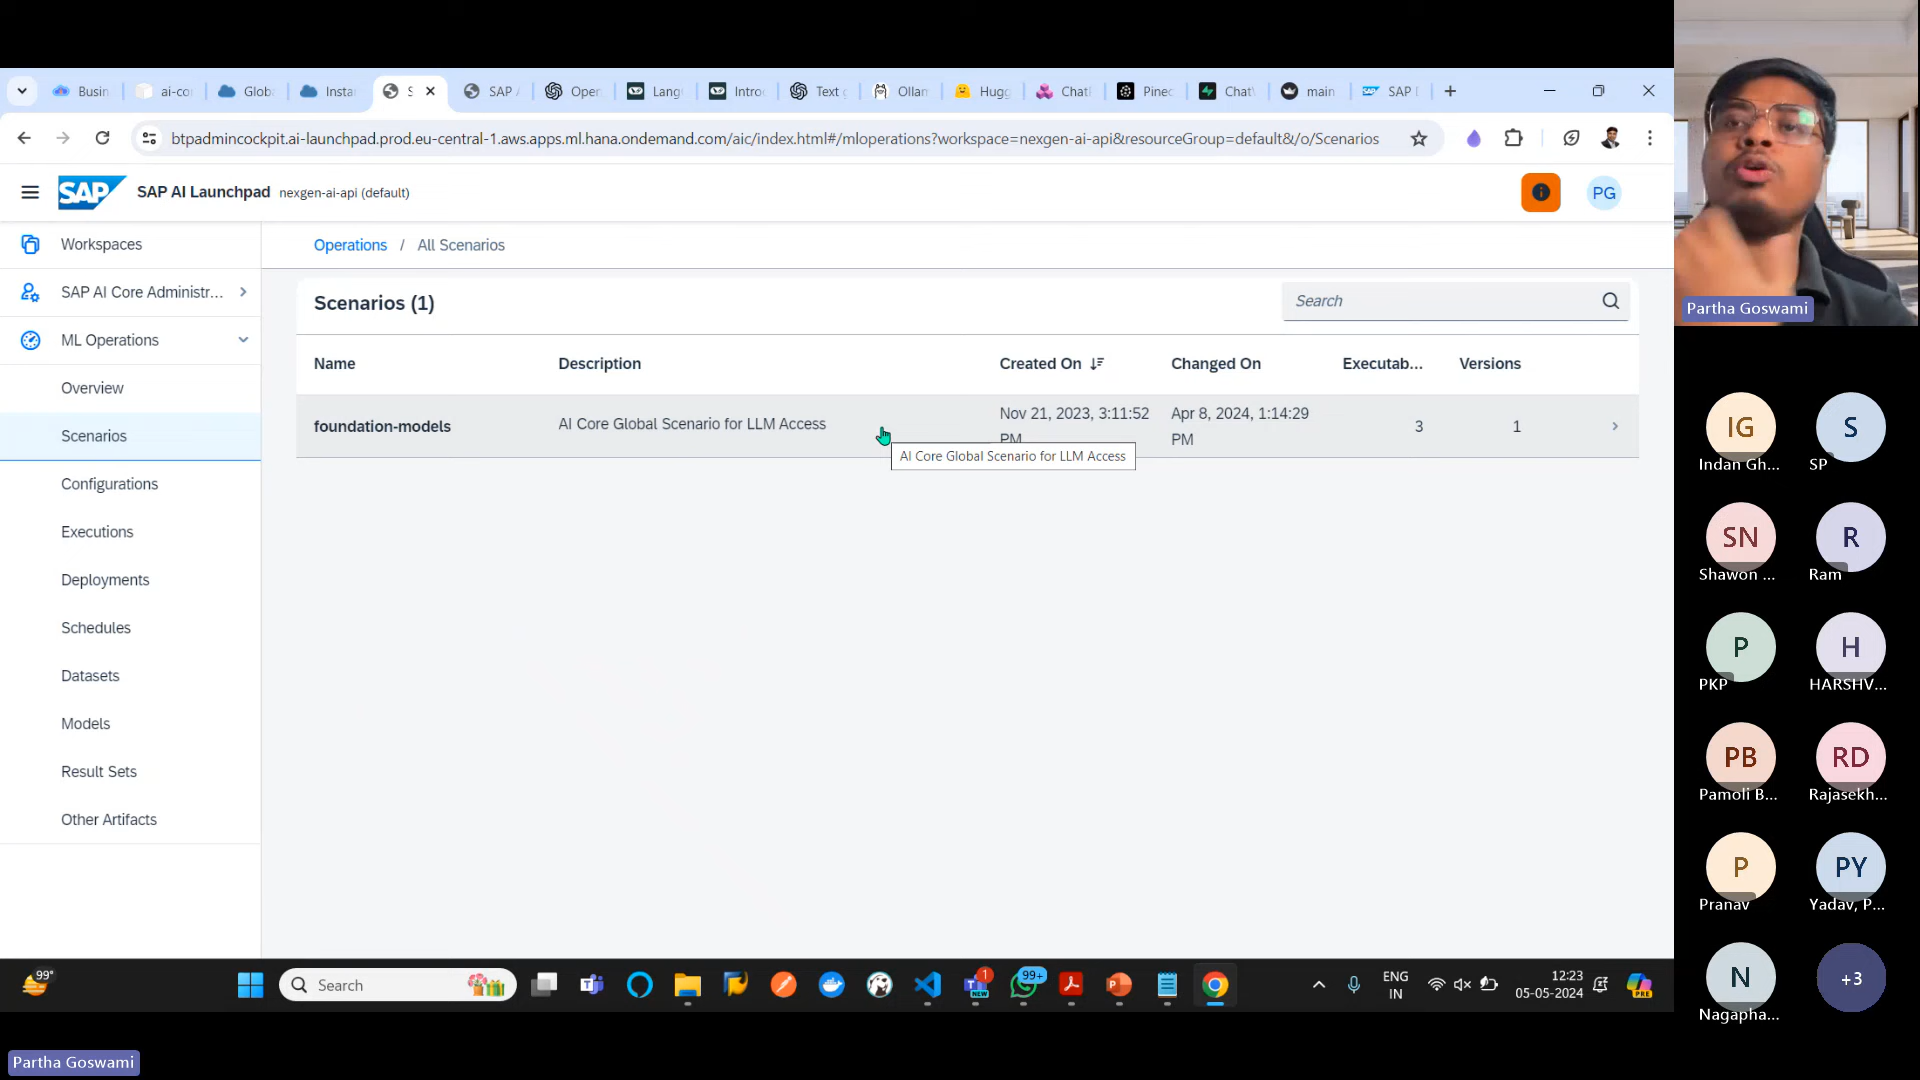 Busin
ai-co
Globa
Insta
S
SAP A
Open
Lang
Intro
Text g
Ollan
Hugg
Chatl
Pinec
ChatV
main
SAP D
btpadmincockpit.ai-launchpad.prod.eu-central-1.aws.apps.ml.hana.ondemand.com/aic/index.html#/mloperations?workspace=nexgen-ai-api&resourceGroup=default&/o/Scenarios
SAP
SAP AI Launchpad
nexgen-ai-api (default)
PG
Workspaces
SAP AI Core Administr...
ML Operations
Overview
Scenarios
Configurations
Executions
Deployments
Schedules
Datasets
Models
Result Sets
Other Artifacts
Operations / All Scenarios
Scenarios (1)
Search
Name Description Created On Changed On Executab... Versions
foundation-models AI Core Global Scenario for LLM Access Nov 21, 2023, 3:11:52 PM Apr 8, 2024, 1:14:29 PM 3 1
AI Core Global Scenario for LLM Access
Partha Goswami
IG
Indan Gh...
S
SP
SN
Shawon ...
R
Ram
P
PKP
H
HARSHV...
PB
Pamoli B...
RD
Rajasekh...
P
Pranav
PY
Yadav, P...
N
Nagapha...
+3
99°
Search
NEW
1
99+
ENG
IN
12:23
05-05-2024
PRE
Partha Goswami